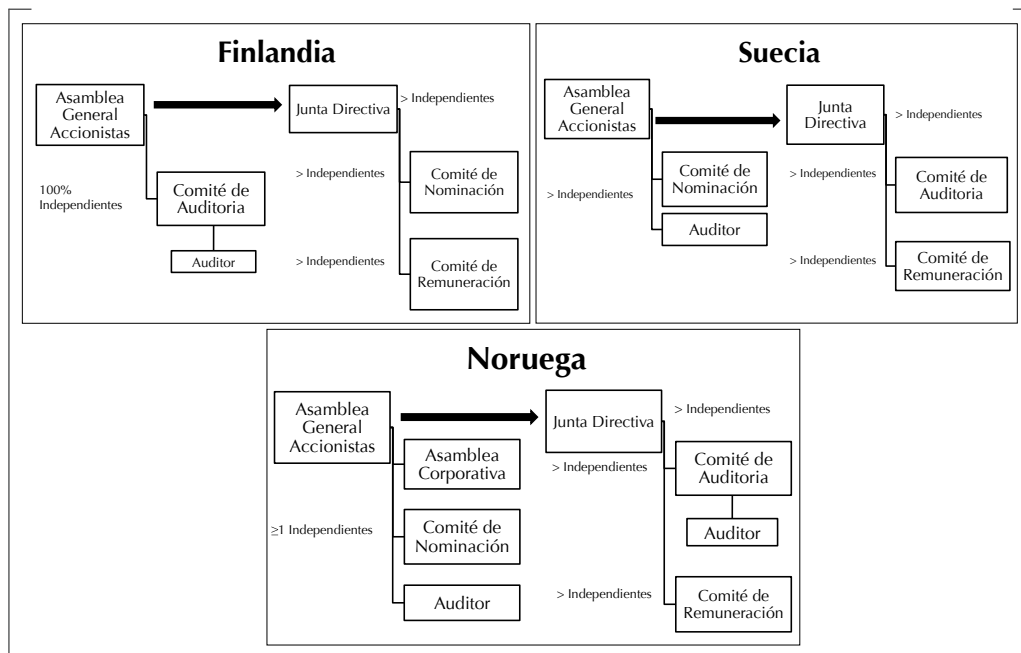 Finlandia
Asamblea
General
Accionistas
Junta Directiva
> Independientes
> Independientes
Comité de
Nominación
100%
Independientes
Comité de
Auditoria
Auditor
> Independientes
Comité de
Remuneración
Suecia
Asamblea
General
Accionistas
Junta
Directiva
> Independientes
> Independientes
Comité de
Nominación
> Independientes
Comité de
Auditoria
Auditor
> Independientes
Comité de
Remuneración
Noruega
Asamblea
General
Accionistas
Junta Directiva
> Independientes
Asamblea
Corporativa
> Independientes
Comité de
Auditoria
≥1 Independientes
Comité de
Nominación
Auditor
Auditor
> Independientes
Comité de
Remuneración